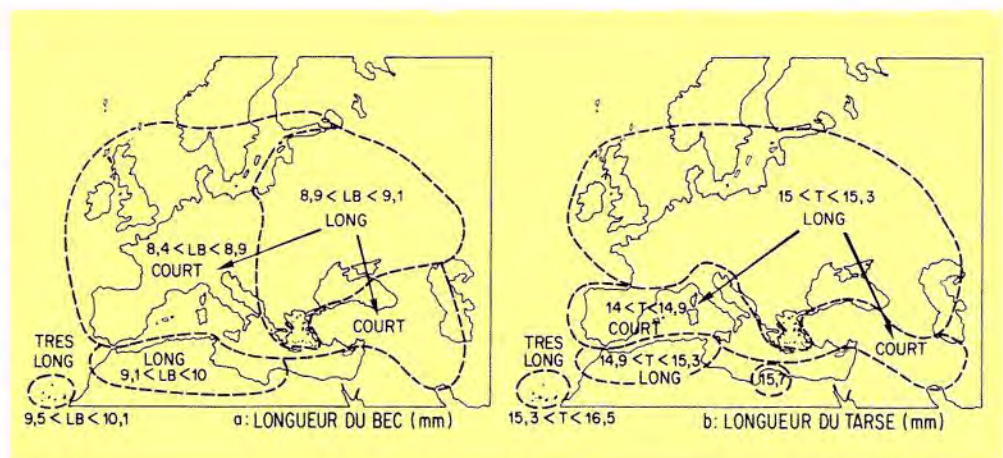 8,9 < LB < 9,1
LONG
8,4 < LB < 8,9
COURT
COURT
TRES
LONG
LONG
9,1 < LB < 10
9,5 < LB < 10,1
a: LONGUEUR DU BEC (mm)
15 < T < 15,3
LONG
14 < T < 14,9
COURT
COURT
TRES
LONG
14,9 < T < 15,3
LONG
15,7
15,3 < T < 16,5
b: LONGUEUR DU TARSE (mm)